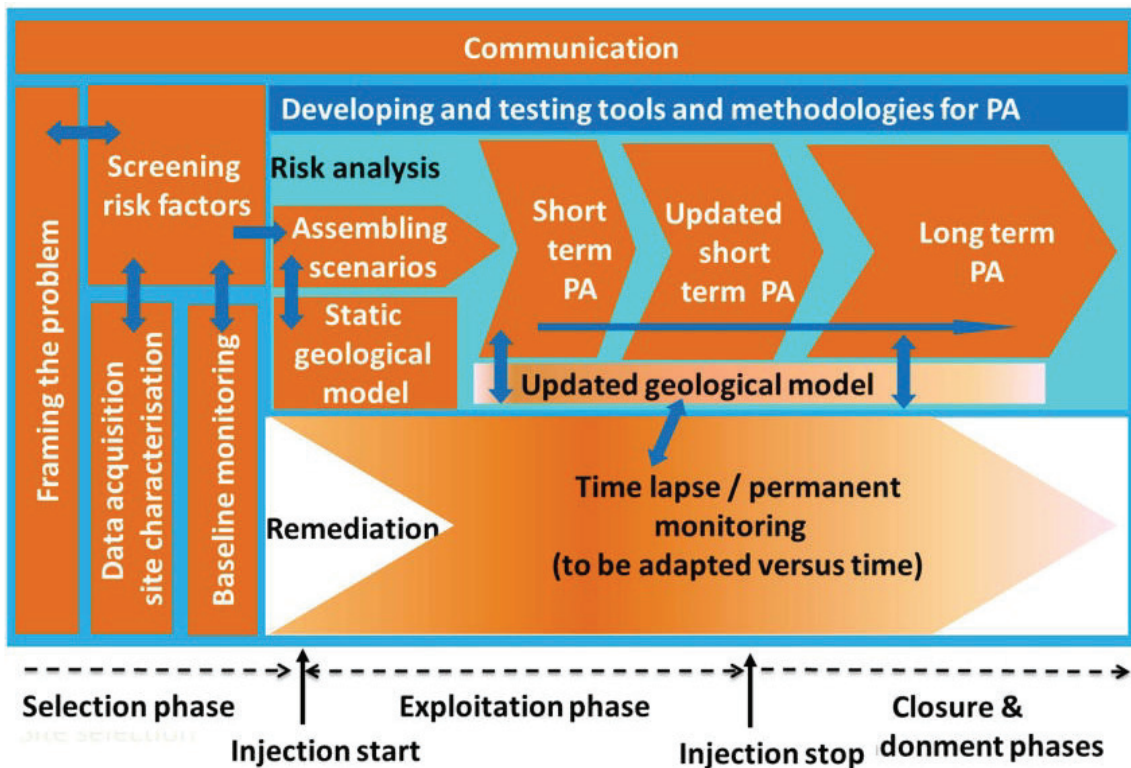 Communication
Developing and testing tools and methodologies for PA
Framing the problem
Screening
risk factors
Data acquisition
site characterisation
Baseline monitoring
Risk analysis
Assembling
scenarios
Static
geological
model
Short
term
PA
Updated
short
term PA
Long term
PA
Updated geological model
Remediation
Time lapse / permanent
monitoring
(to be adapted versus time)
Selection phase
Exploitation phase
Closure &
donment phases
Injection start
Injection stop